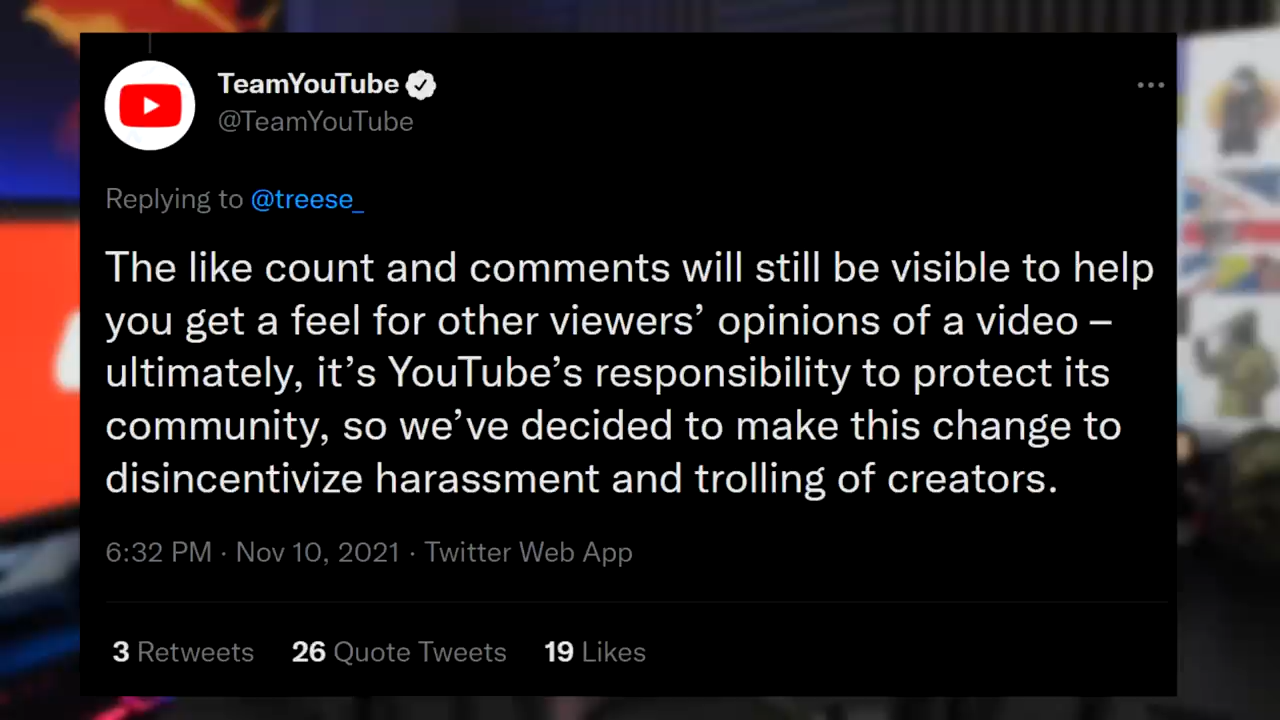 TeamYouTube
@TeamYouTube
Replying to @treese_
The like count and comments will still be visible to help
you get a feel for other viewers’ opinions of a video –
ultimately, it’s YouTube’s responsibility to protect its
community, so we’ve decided to make this change to
disincentivize harassment and trolling of creators.
6:32 PM · Nov 10, 2021 · Twitter Web App
3 Retweets 26 Quote Tweets 19 Likes